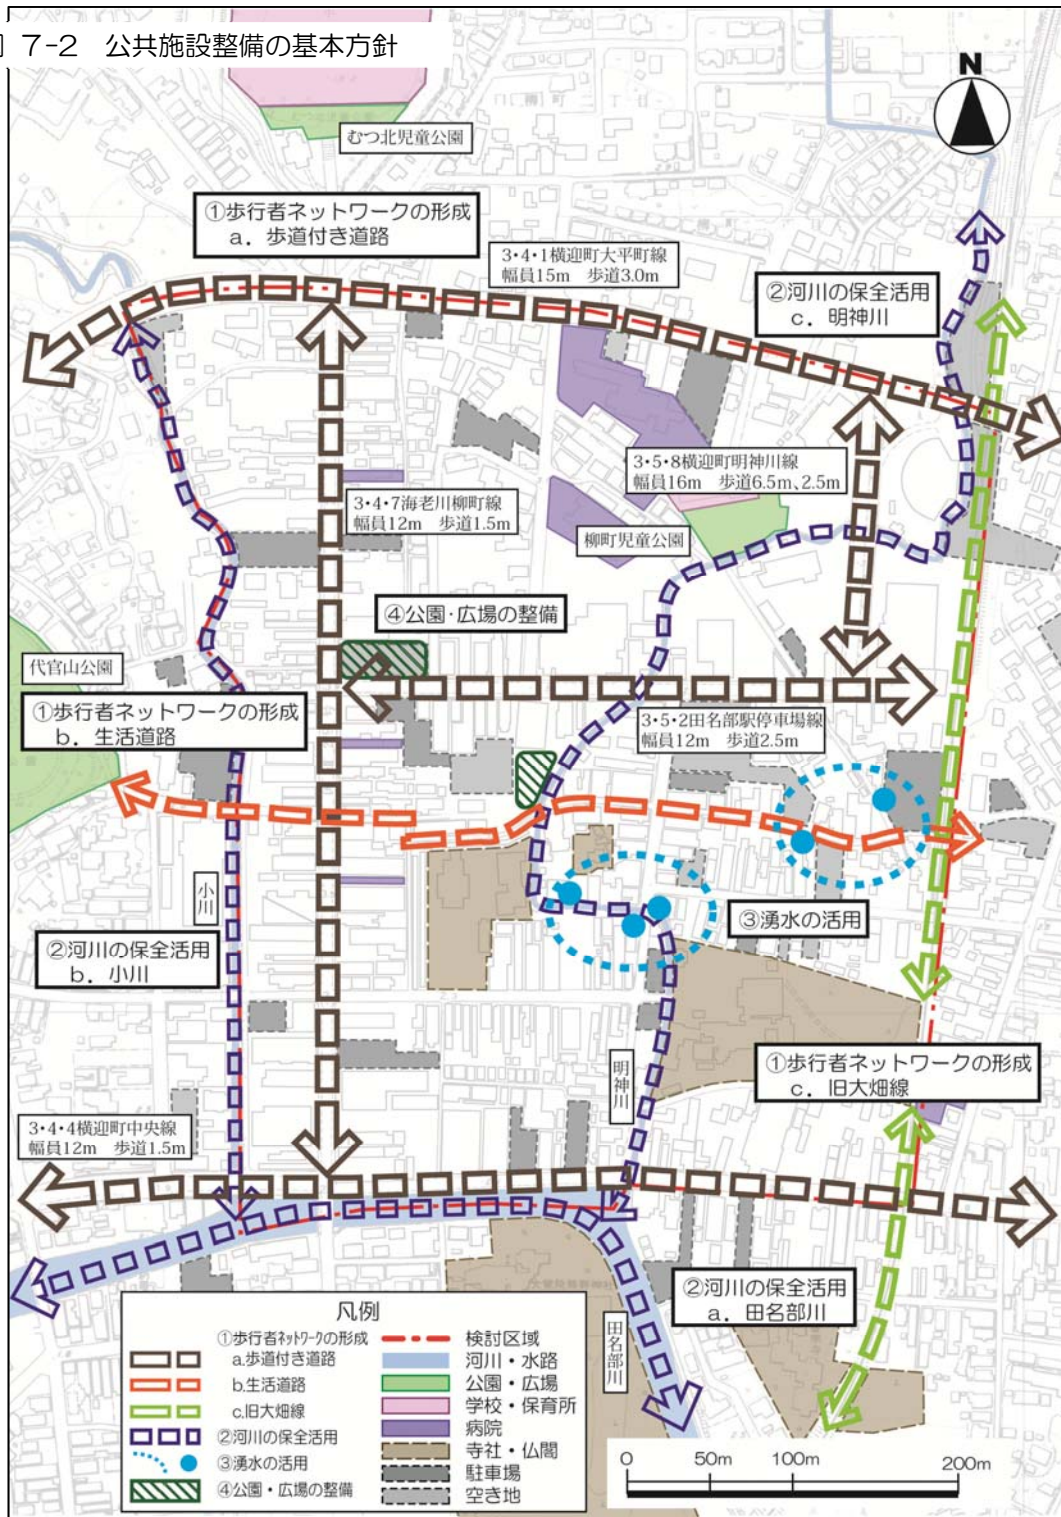 7-2 公共施設整備の基本方針
N
むつ北児童公園
①歩行者ネットワークの形成
a. 歩道付き道路
3・4・1横迎町大平町線
幅員15m 歩道3.0m
②河川の保全活用
c. 明神川
3・5・8横迎町明神川線
幅員16m 歩道6.5m、2.5m
3・4・7海老川柳町線
幅員12m 歩道1.5m
柳町児童公園
④公園・広場の整備
代官山公園
①歩行者ネットワークの形成
b. 生活道路
3・5・2田名部駅停車場線
幅員12m 歩道2.5m
小川
③湧水の活用
②河川の保全活用
b. 小川
明神川
①歩行者ネットワークの形成
c. 旧大畑線
3・4・4横迎町中央線
幅員12m 歩道1.5m
②河川の保全活用
a. 田名部川
田名部川
凡例
①歩行者ネットワークの形成
a.歩道付き道路
b.生活道路
c.旧大畑線
②河川の保全活用
③湧水の活用
④公園・広場の整備
検討区域
河川・水路
公園・広場
学校・保育所
病院
寺社・仏閣
駐車場
空き地
0 50m 100m 200m